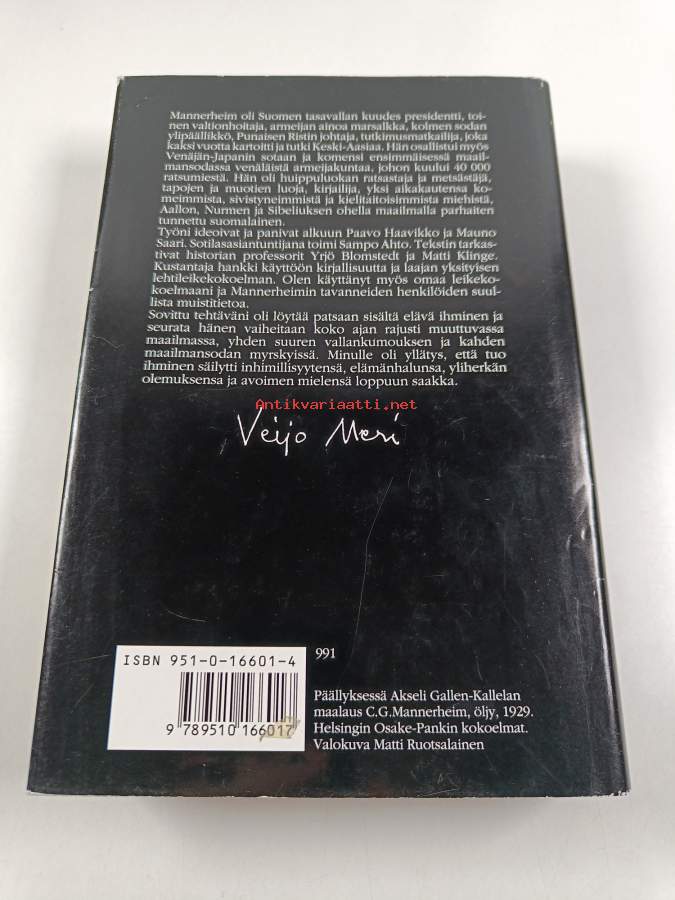 Mannerheim oli Suomen tasavallan kuudes presidentti, toi-
nen valtionhoitaja, armeijan ainoa marsalkka, kolmen sodan
ylipäällikkö, Punaisen Ristin johtaja, tutkimusmatkailija, joka
kaksi vuotta kartoitti ja tutki Keski-Aasiaa. Hän osallistui myös
Venäjän-Japanin sotaan ja komensi ensimmäisessä maail-
mansodassa venäläistä armeijakuntaa, johon kuului 40 000
ratsumiestä. Hän oli huippuluokan ratsastaja ja metsästäjä,
tapojen ja muotien luoja, kirjailija, yksi aikakautensa ko-
meimmista, sivistyneimmistä ja kielitaitoisimmista miehistä,
Aallon, Nurmen ja Sibeliuksen ohella maailmalla parhaiten
tunnettu suomalainen.
Työni ideoivat ja panivat alkuun Paavo Haavikko ja Mauno
Saari. Sotilasasiantuntijana toimi Sampo Ahto. Tekstin tarkas-
tivat historian professorit Yrjö Blomstedt ja Matti Klinge.
Kustantaja hankki käyttöön kirjallisuutta ja laajan yksityisen
lehtileikekokoelman. Olen käyttänyt myös omaa leikeko-
koelmaani ja Mannerheimin tavanneiden henkilöiden suul-
lista muistitietoa.
Sovittu tehtäväni oli löytää patsaan sisältä elävä ihminen ja
seurata hänen vaiheitaan koko ajan rajusti muuttuvassa
maailmassa, yhden suuren vallankumouksen ja kahden
maailmansodan myrskyissä. Minulle oli yllätys, että tuo
ihminen säilytti inhimillisyytensä, elämänhalunsa, yliherkän
olemuksensa ja avoimen mielensä loppuun saakka.
Antikvariaatti.net
Veijo Meri
ISBN 951-0-16601-4
9 789510 166017
991
Päällyksessä Akseli Gallen-Kallelan
maalaus C.G.Mannerheim, öljy, 1929.
Helsingin Osake-Pankin kokoelmat.
Valokuva Matti Ruotsalainen